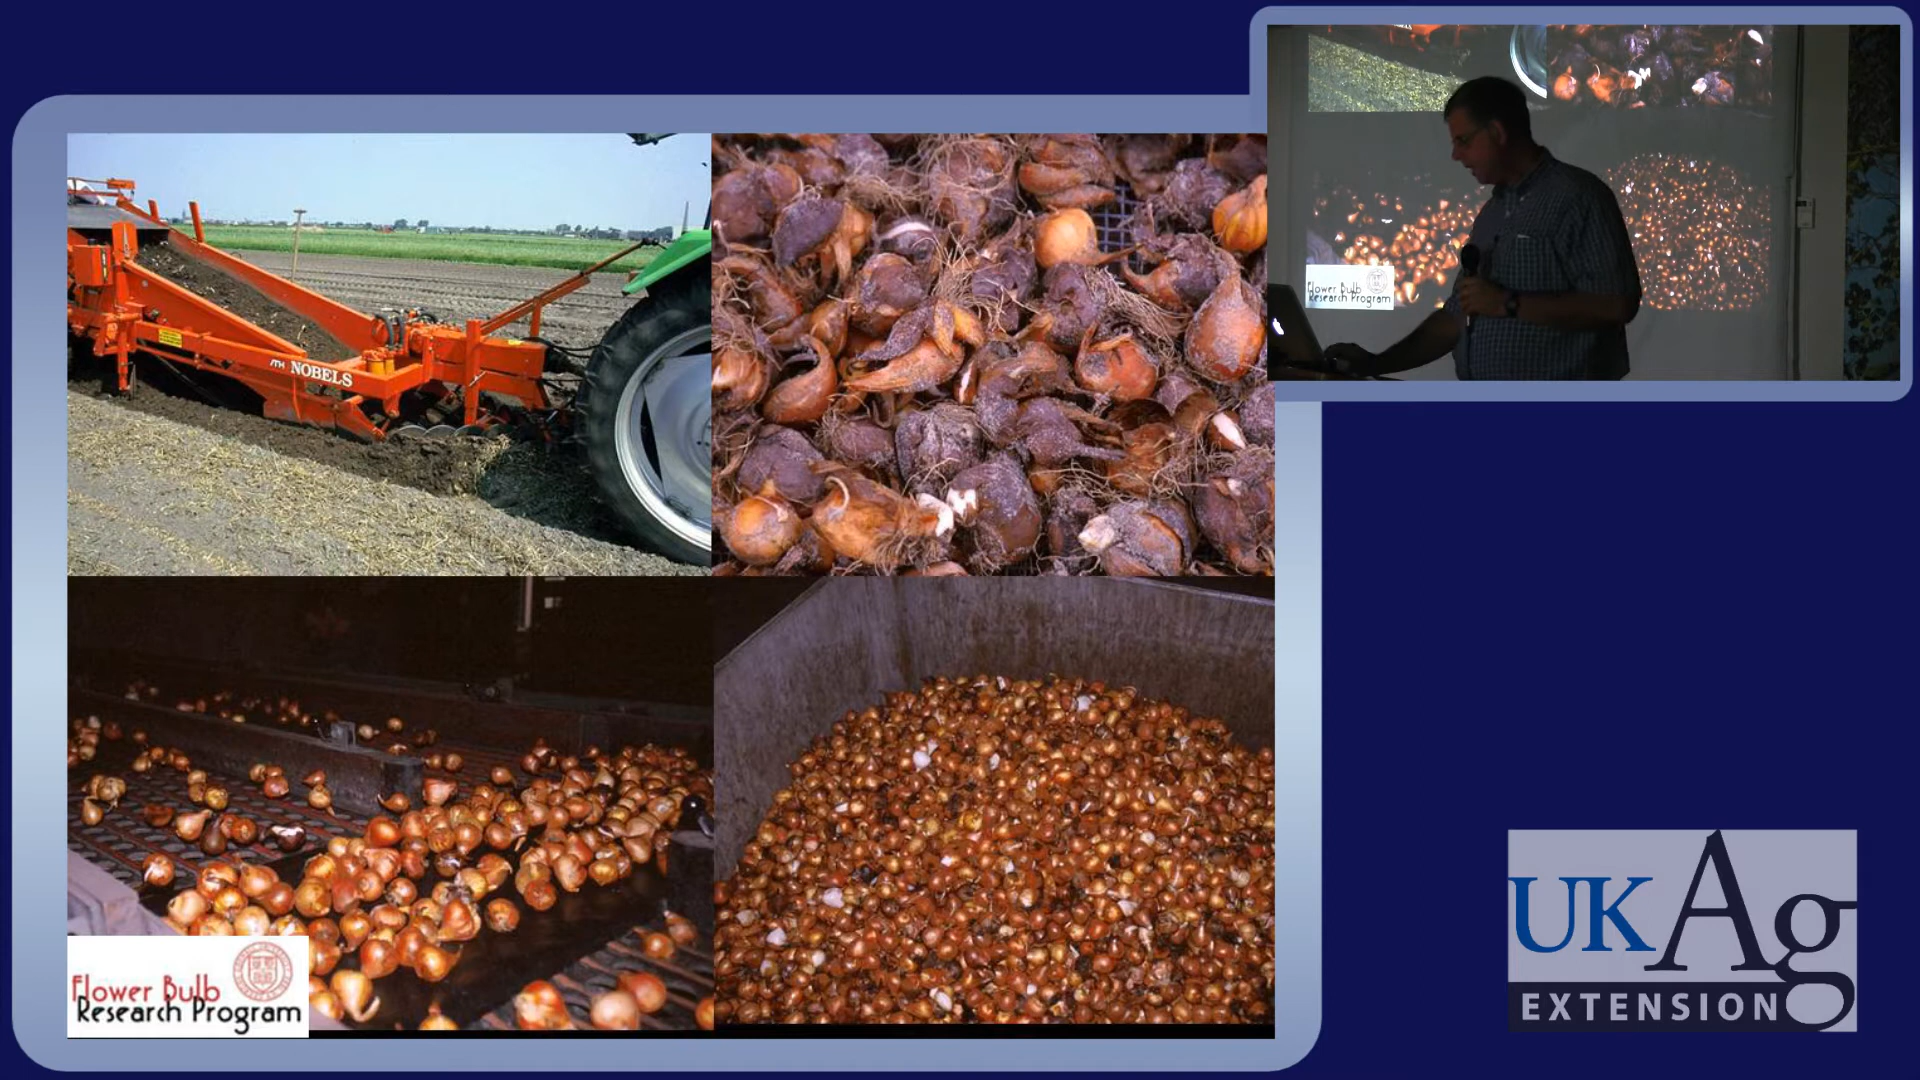 NOBELS
Flower Bulb
Research Program
Flower Bulb
Research Program
UKAg
EXTENSION